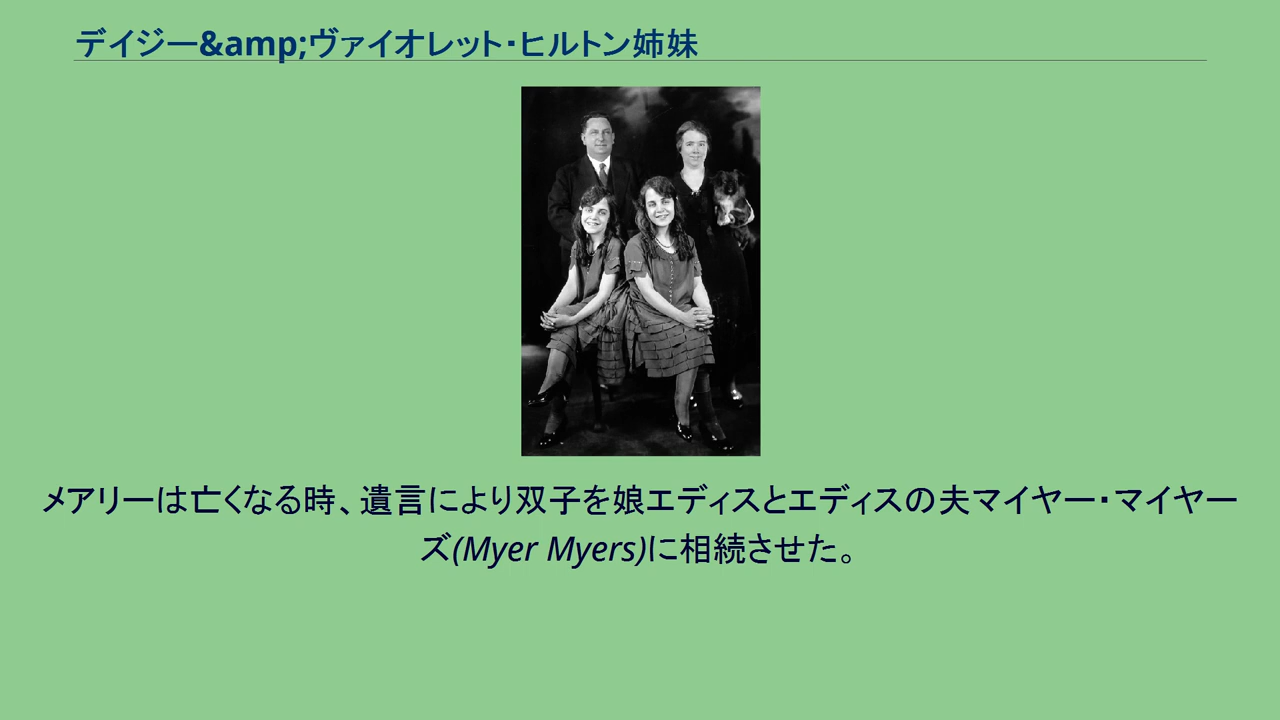 デイジー&amp;ヴァイオレット・ヒルトン姉妹
メアリーは亡くなる時、遺言により双子を娘エディスとエディスの夫マイヤー・マイヤー
ズ(Myer Myers)に相続させた。